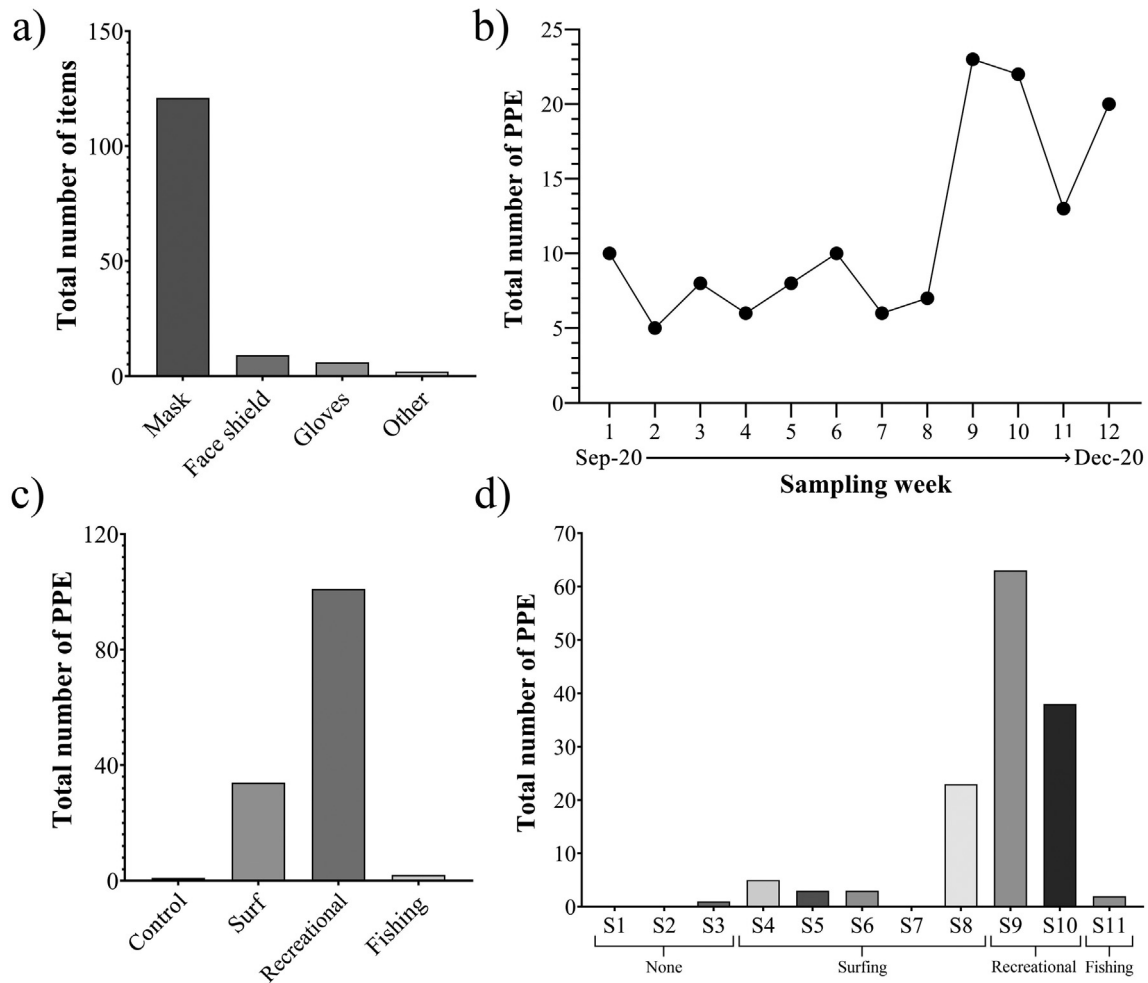 a)
150
100
50
0
Total number of items
Mask
Face shield
Gloves
Other
b)
25
20
15
10
5
0
Total number of PPE
1 2 3 4 5 6 7 8 9 10 11 12
Sep-20 Dec-20
Sampling week
c)
120
80
40
0
Total number of PPE
Control
Surf
Recreational
Fishing
d)
70
60
50
40
30
20
10
0
Total number of PPE
S1 S2 S3 S4 S5 S6 S7 S8 S9 S10 S11
None Surfing Recreational Fishing